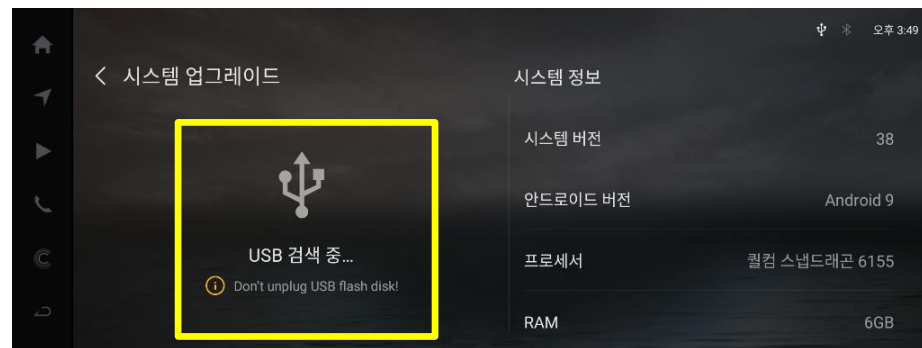 오후 3:49
시스템 업그레이드
시스템 정보
시스템 버전 38
안드로이드 버전 Android 9
USB 검색 중...
Don't unplug USB flash disk!
프로세서 퀄컴 스냅드래곤 6155
RAM 6GB